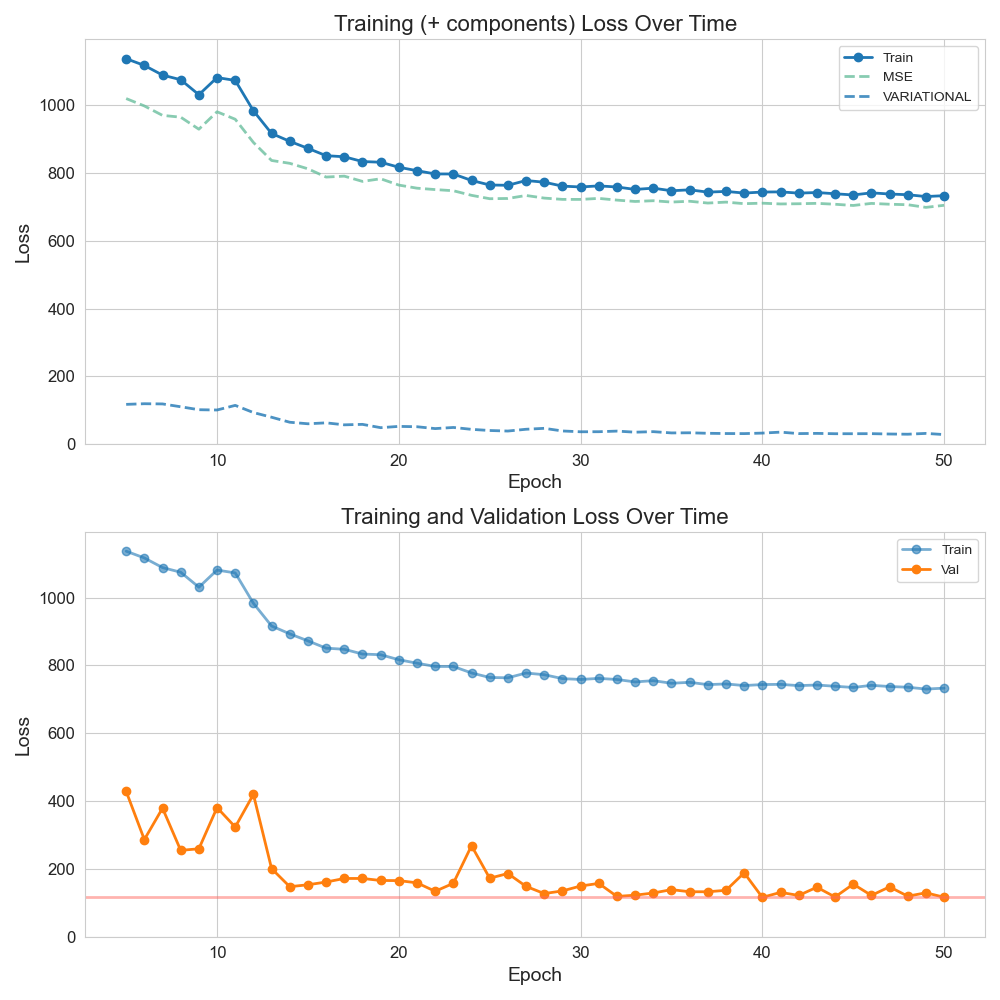 Training (+ components) Loss Over Time
Train
MSE
VARIATIONAL
Loss
1000
800
600
400
200
0
10
20
30
40
50
Epoch
Training and Validation Loss Over Time
Train
Val
Loss
1000
800
600
400
200
0
10
20
30
40
50
Epoch